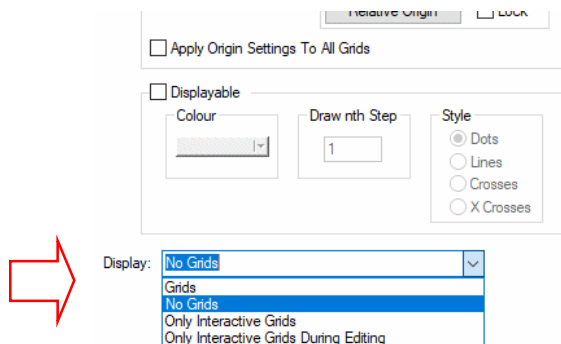 Relative Origin Lock
Apply Origin Settings To All Grids
Displayable
Colour Draw nth Step Style
1
Dots
Lines
Crosses
X Crosses
Display: No Grids
Grids
No Grids
Only Interactive Grids
Only Interactive Grids During Editing